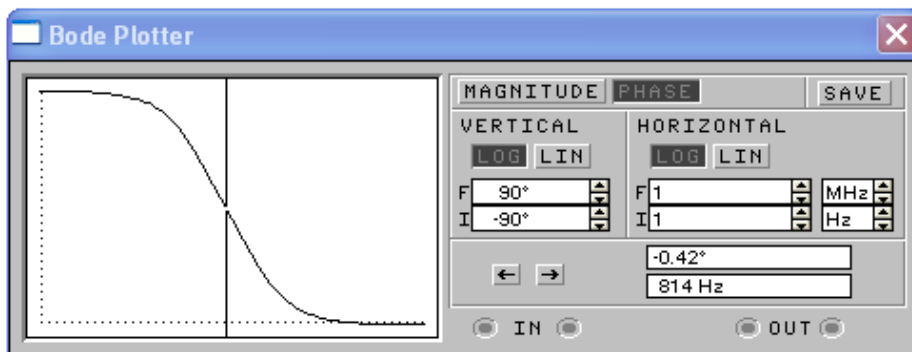 Bode Plotter
MAGNITUDE PHASE SAVE
VERTICAL HORIZONTAL
LOG LIN LOG LIN
F 90° F 1 MHz
I -90° I 1 Hz
-0.42°
814 Hz
IN OUT